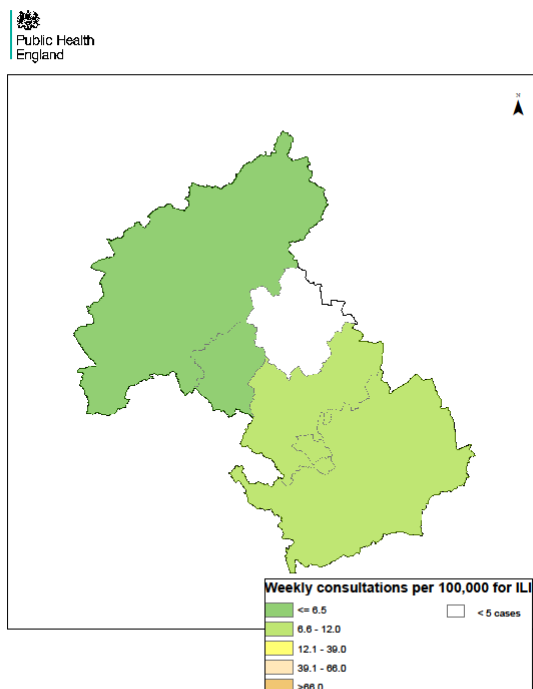 Public Health
England
N
Weekly consultations per 100,000 for ILI
<= 6.5
< 5 cases
6.6 - 12.0
12.1 - 39.0
39.1 - 66.0
>66.0